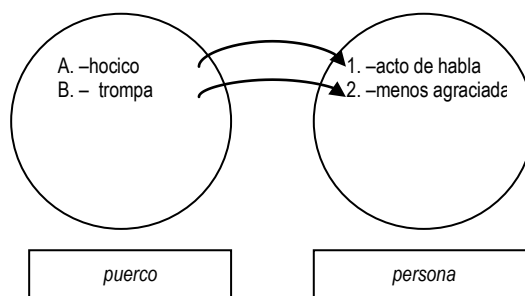 A. –hocico
B. – trompa
1. –acto de habla
2. –menos agraciada
puerco
persona